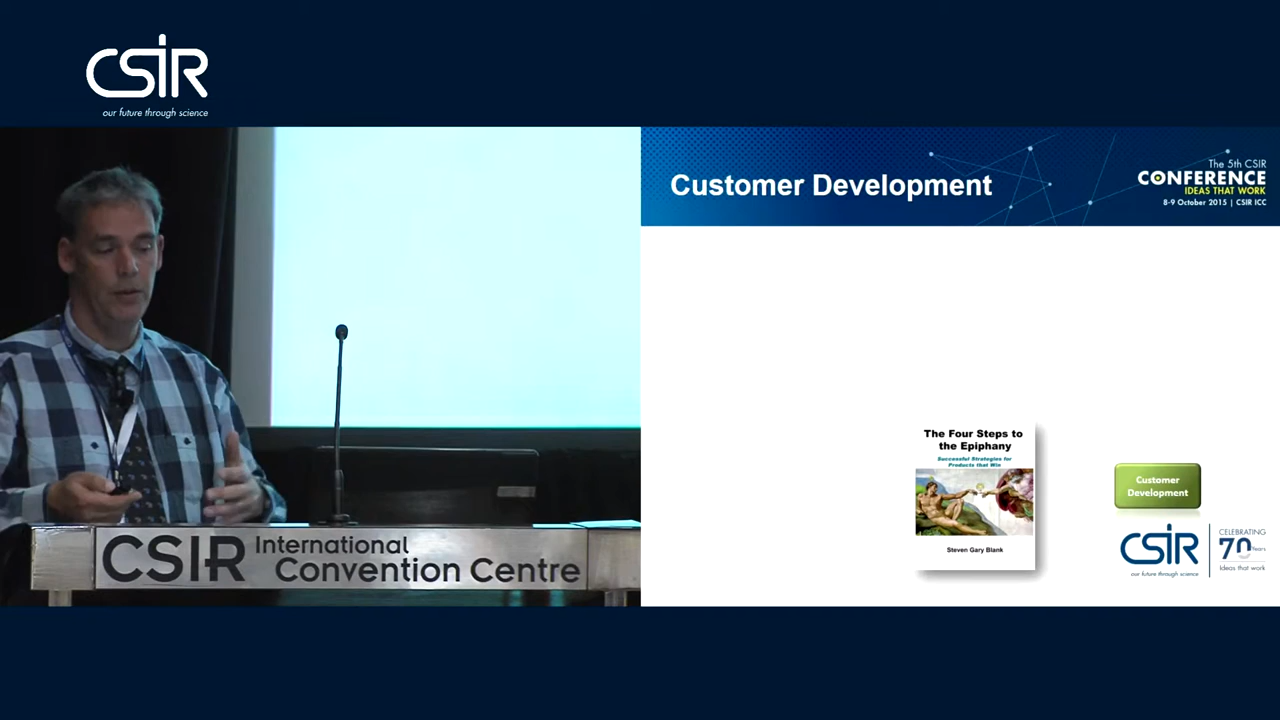 CSIR
our future through science
CSIR International
Convention Centre
Customer Development
The 5th CSIR
CONFERENCE
IDEAS THAT WORK
8-9 October 2015 | CSIR ICC
The Four Steps to
the Epiphany
Successful Strategies for
Products that Win
Steven Gary Blank
Customer
Development
CSIR
our future through science
CELEBRATING
70 Years
Ideas that work